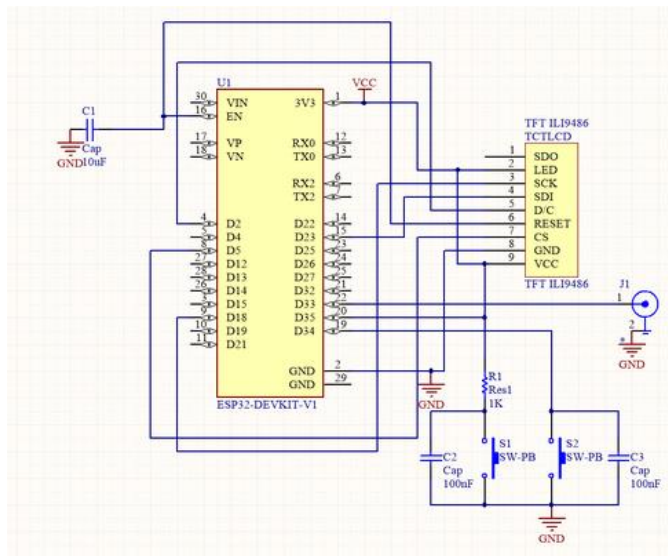 U1
VCC
30 VIN 3V3 1
16 EN
C1
Cap
10uF
GND
17 VP RX0 12
18 VN TX0 13
RX2 6
TX2 7
4 D2 D22 14
5 D4 D23 15
8 D5 D25 23
27 D12 D26 24
28 D13 D27 25
26 D14 D32 21
3 D15 D33 22
9 D18 D35 20
10 D19 D34 19
11 D21
GND 2
GND 29
ESP32-DEVKIT-V1
GND
TFT ILI9486
TCTLCD
1 SDO
2 LED
3 SCK
4 SDI
5 D/C
6 RESET
7 CS
8 GND
9 VCC
TFT ILI9486
J1
1
2
*
GND
R1
Res1
1K
C2
Cap
100nF
S1
SW-PB
S2
SW-PB
C3
Cap
100nF
GND